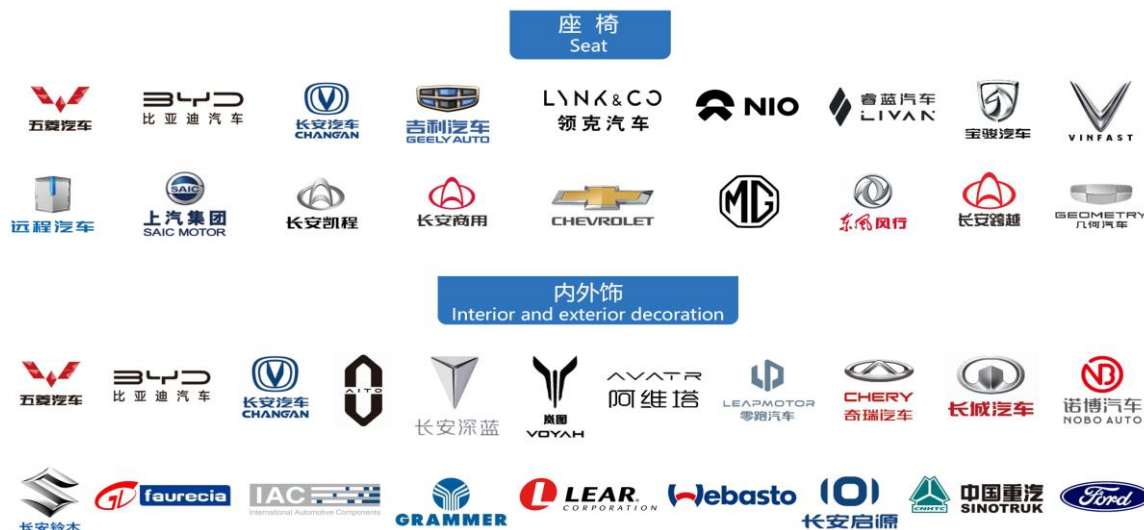 座 椅
Seat
五菱汽车
BYD
比亚迪汽车
长安汽车
CHANGAN
吉利汽车
GEELY AUTO
LYNK & CO
领克汽车
NIO
睿蓝汽车
LIVAN
宝骏汽车
VINFAST
远程汽车
SAIC
上汽集团
SAIC MOTOR
长安凯程
长安商用
CHEVROLET
MG
东风风行
长安跨越
GEOMETRY
几何汽车
内外饰
Interior and exterior decoration
五菱汽车
BYD
比亚迪汽车
长安汽车
CHANGAN
AITO
长安深蓝
岚图
VOYAH
AVATR
阿维塔
LEAPMOTOR
零跑汽车
CHERY
奇瑞汽车
长城汽车
诺博汽车
NOBO AUTO
长安铃木
faurecia
IAC
International Automotive Components
GRAMMER
LEAR.
CORPORATION
Webasto
长安启源
CNHTC
中国重汽
SINOTRUK
Ford